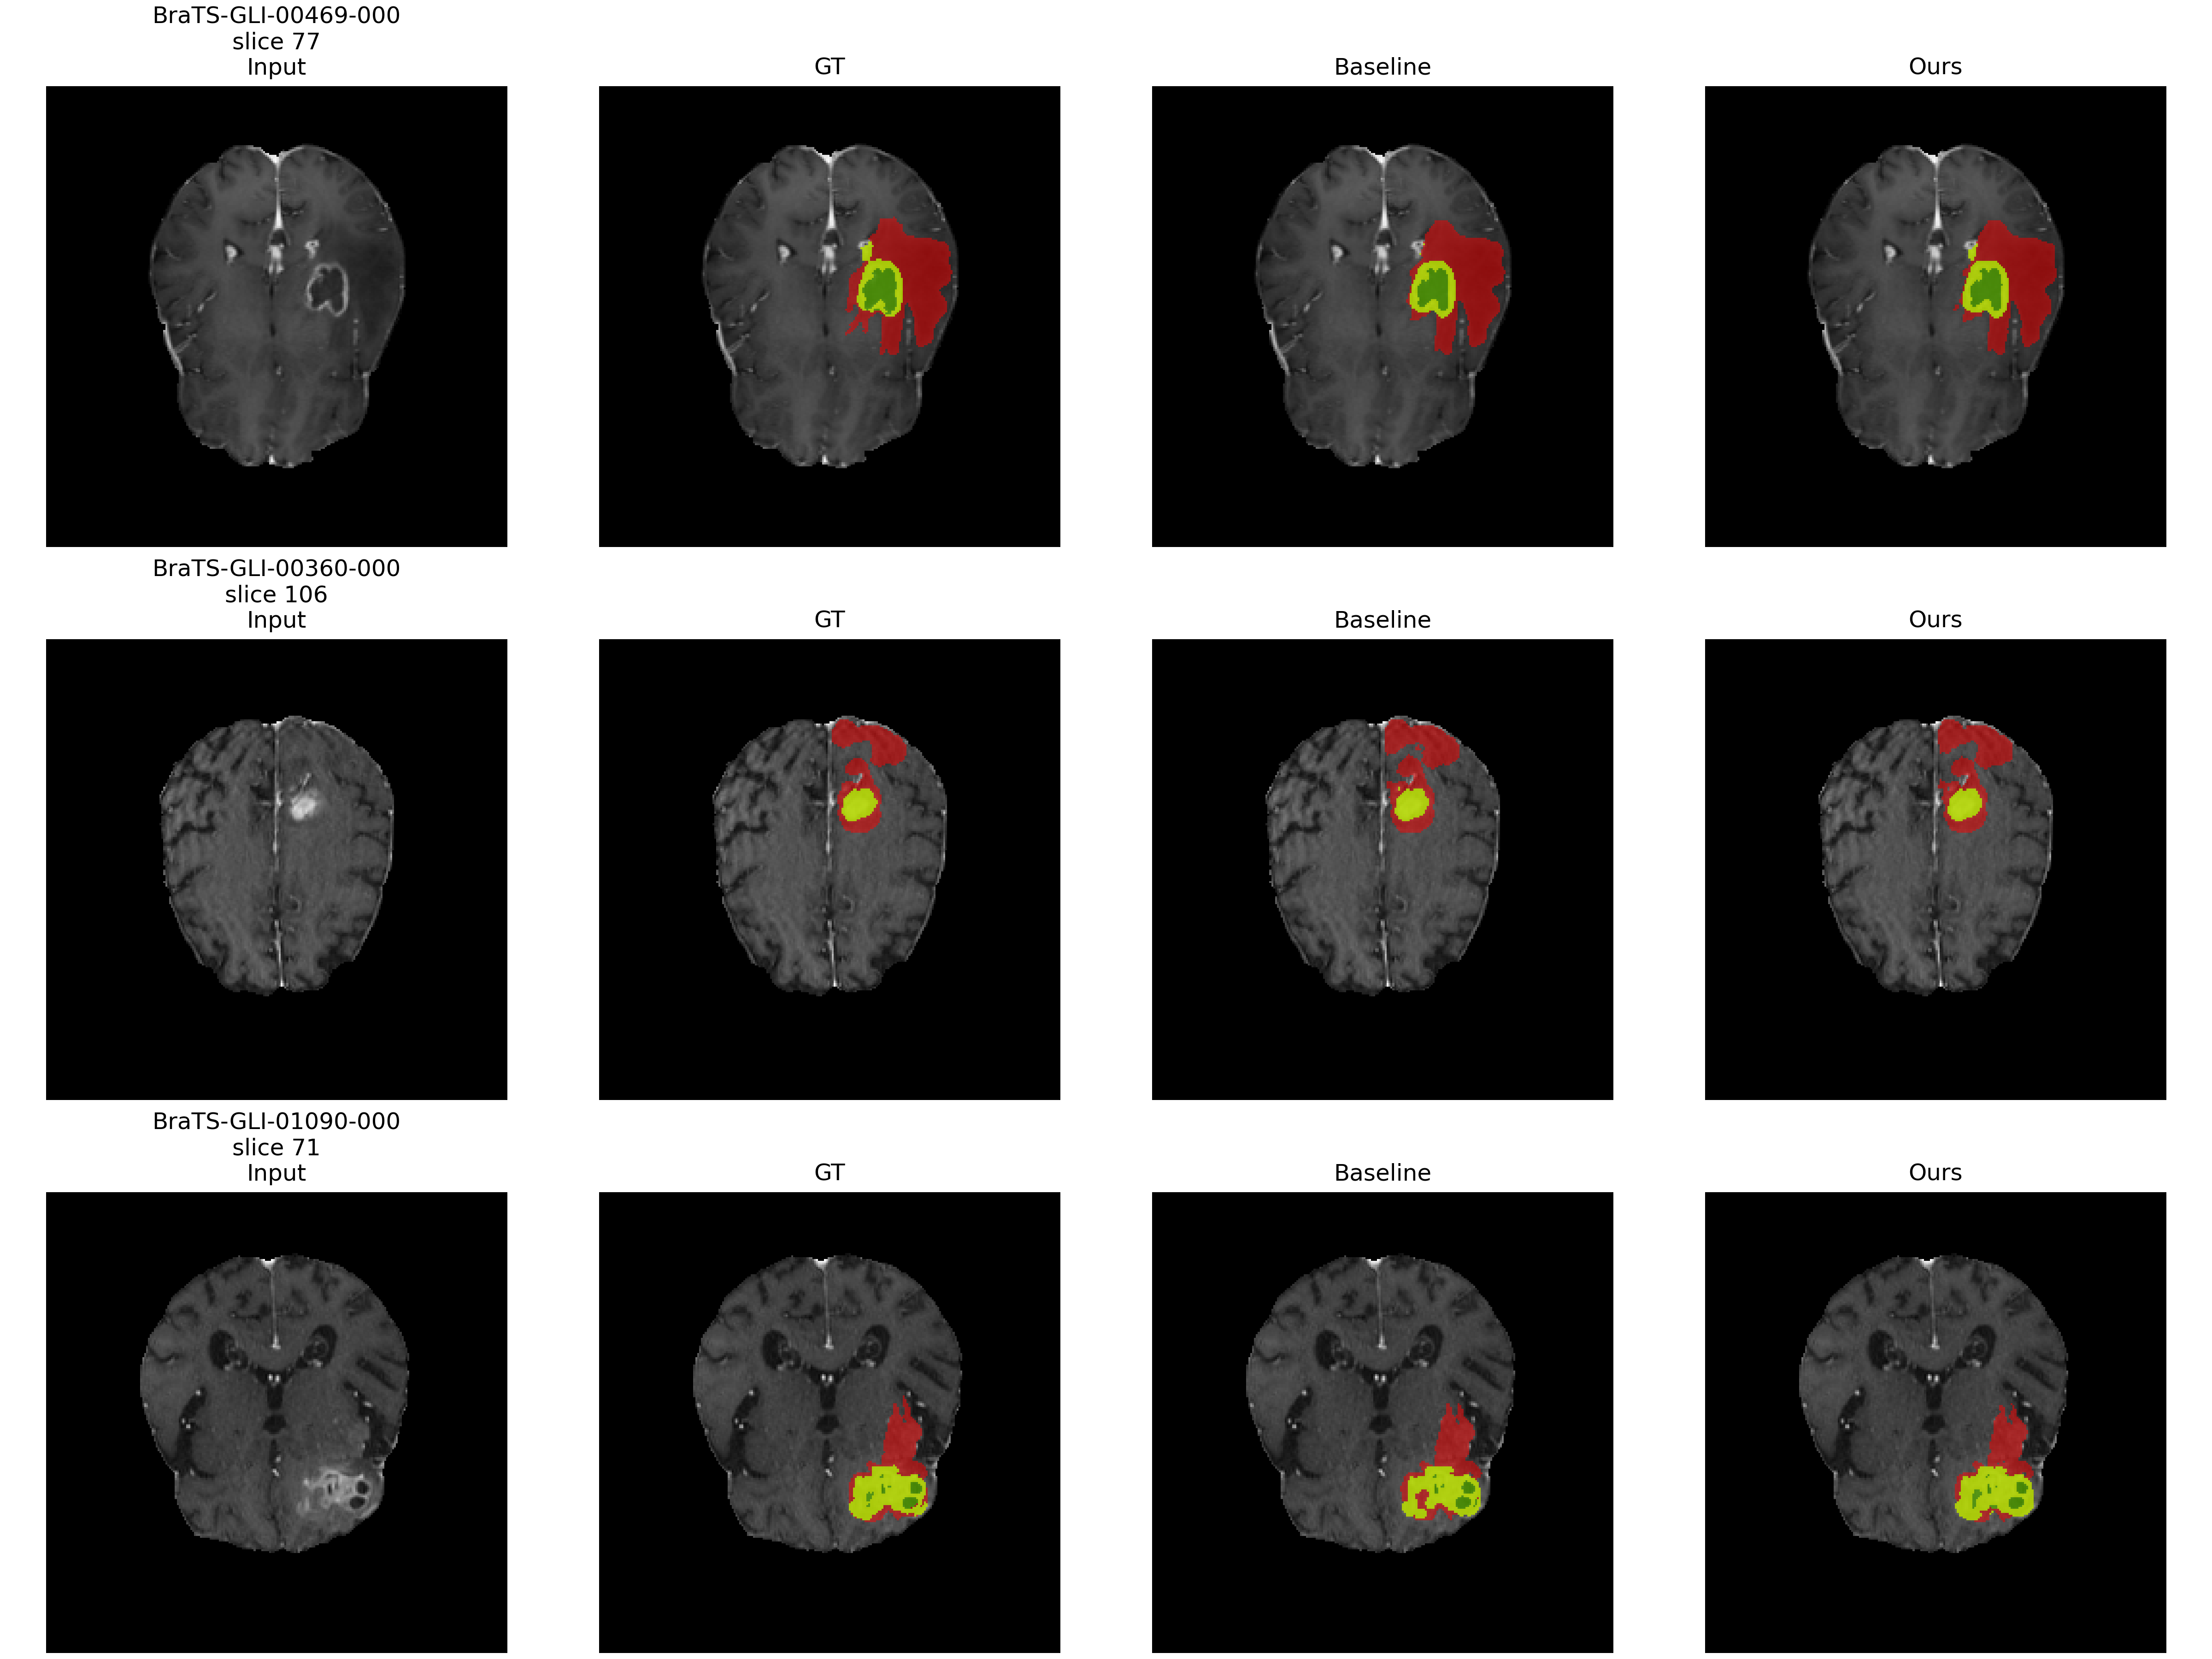 BraTS-GLI-00469-000
slice 77
Input
GT
Baseline
Ours
BraTS-GLI-00360-000
slice 106
Input
GT
Baseline
Ours
BraTS-GLI-01090-000
slice 71
Input
GT
Baseline
Ours